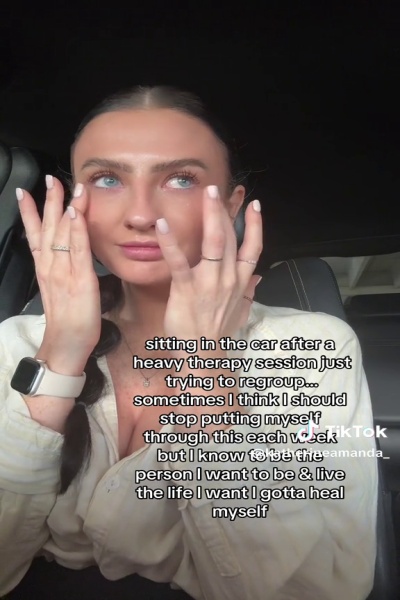 sitting in the car after a
heavy therapy session just
trying to regroup...
sometimes I think I should
stop putting myself
through this each week
TikTok
but I know to be the
person I want to be & live
the life I want I gotta heal
myself